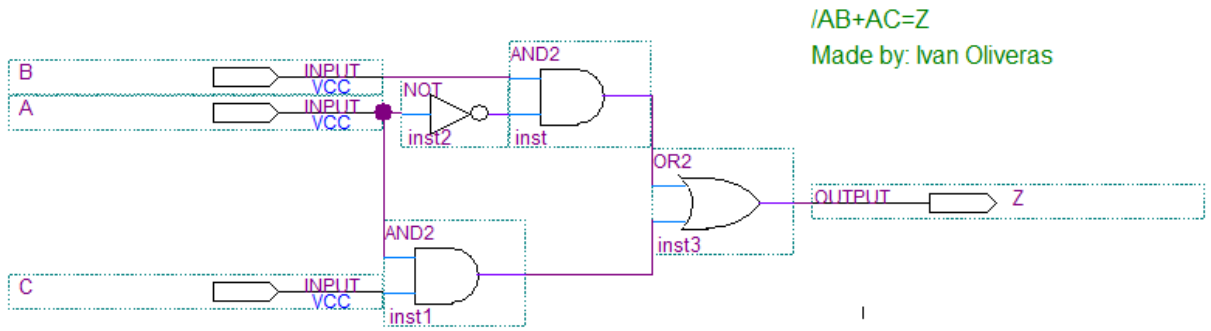 /AB+AC=Z
Made by: Ivan Oliveras
AND2
B INPUT
VCC
A INPUT
VCC
NOT
inst2
inst
OR2
OUTPUT Z
inst3
AND2
C INPUT
VCC
inst1